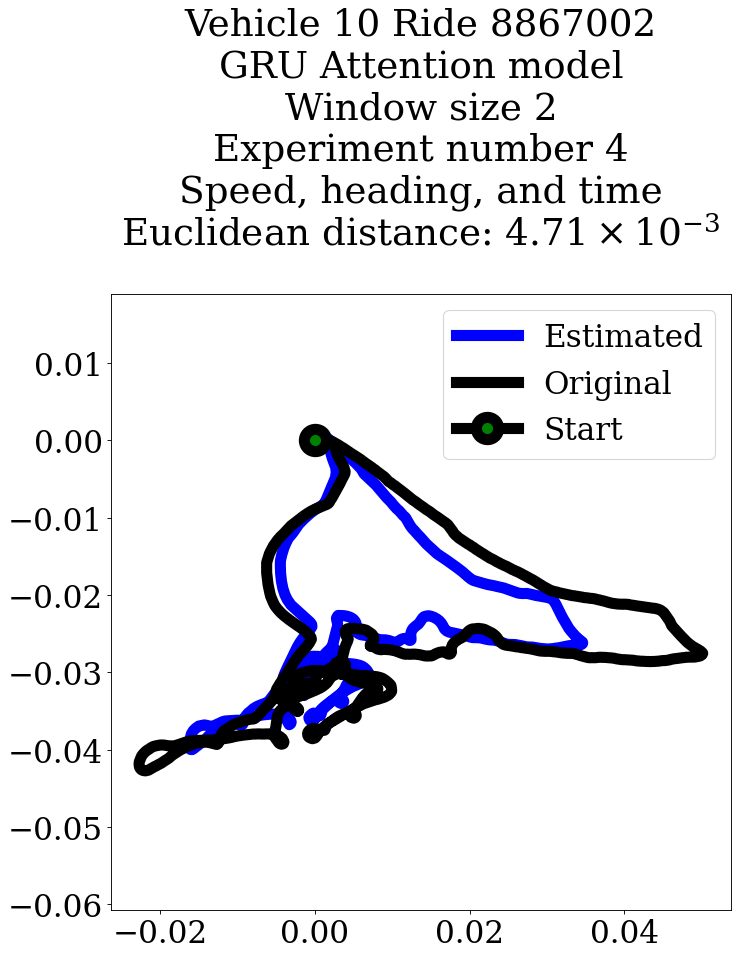 Vehicle 10 Ride 8867002
GRU Attention model
Window size 2
Experiment number 4
Speed, heading, and time
Euclidean distance: 4.71 × 10⁻³
Estimated
Original
Start
0.01
0.00
−0.01
−0.02
−0.03
−0.04
−0.05
−0.06
−0.02 0.00 0.02 0.04